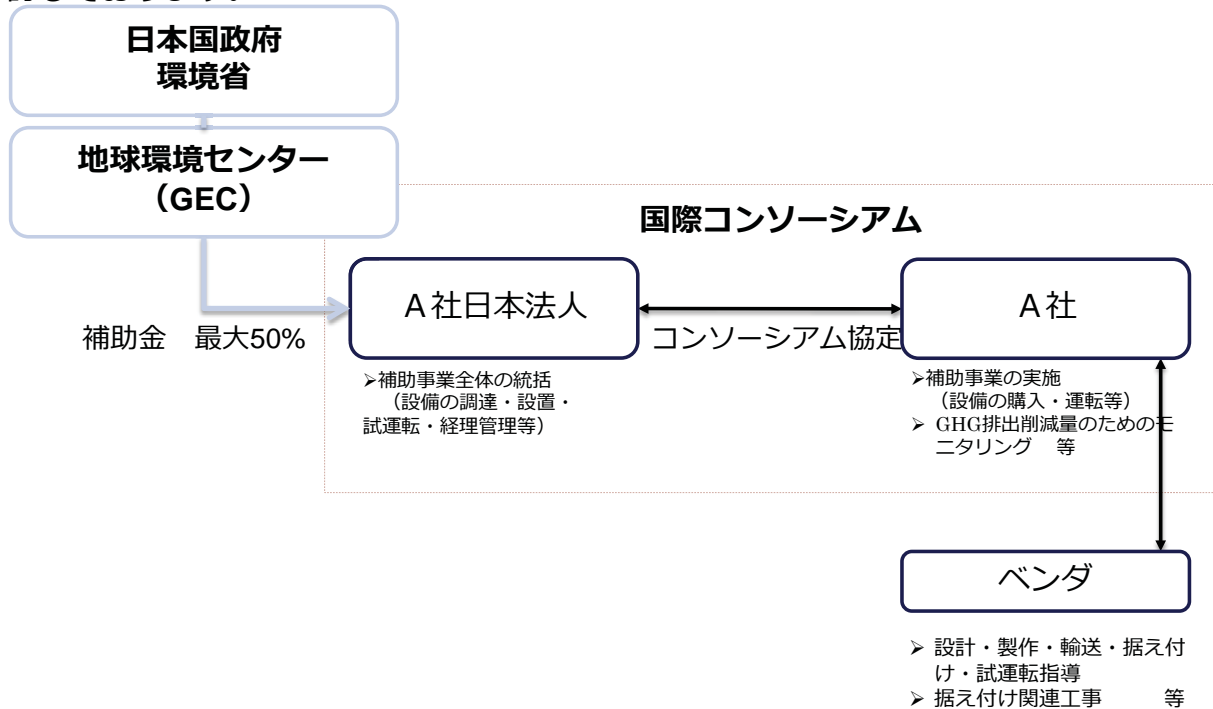 日本国政府
環境省
地球環境センター
（GEC）
国際コンソーシアム
A社日本法人
A社
補助金　最大50%
コンソーシアム協定
➢補助事業全体の統括
（設備の調達・設置・
試運転・経理管理等）
➢補助事業の実施
（設備の購入・運転等）
➢ GHG排出削減量のためのモ
ニタリング　等
ベンダ
➢ 設計・製作・輸送・据え付
け・試運転指導
➢ 据え付け関連工事　　等